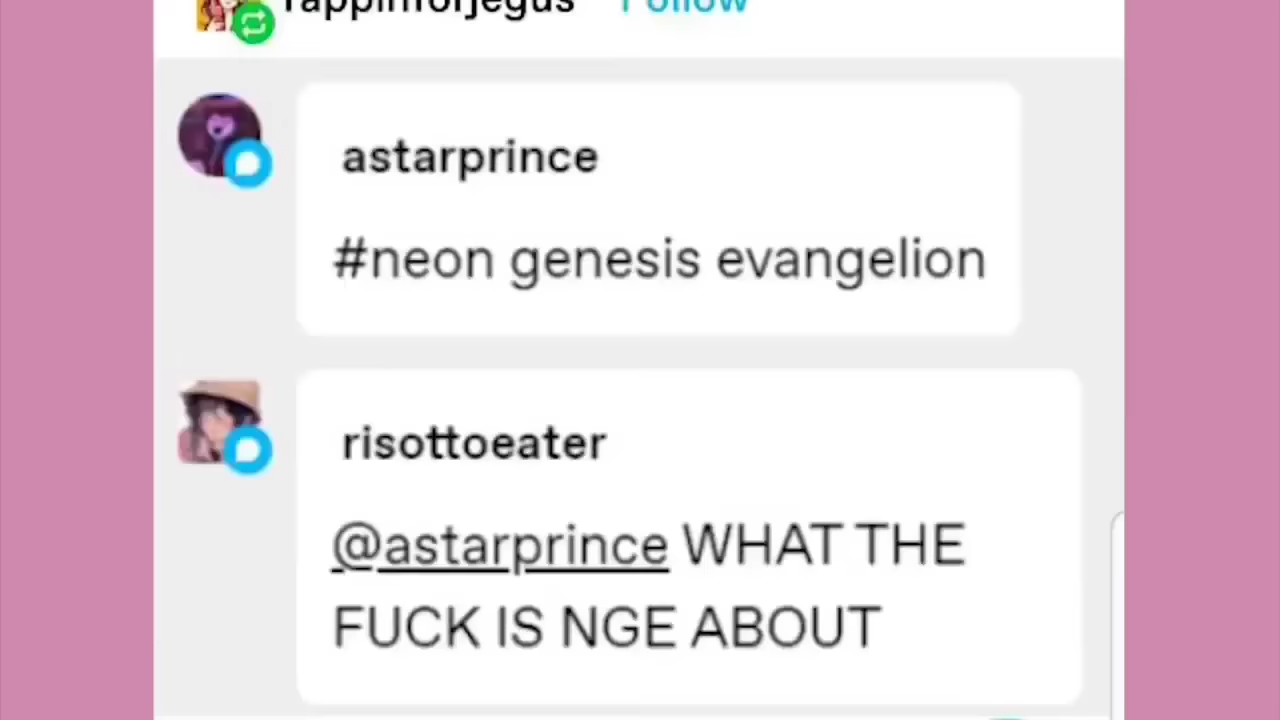 rappinforjegus Follow
astarprince
#neon genesis evangelion
risottoeater
@astarprince WHAT THE
FUCK IS NGE ABOUT